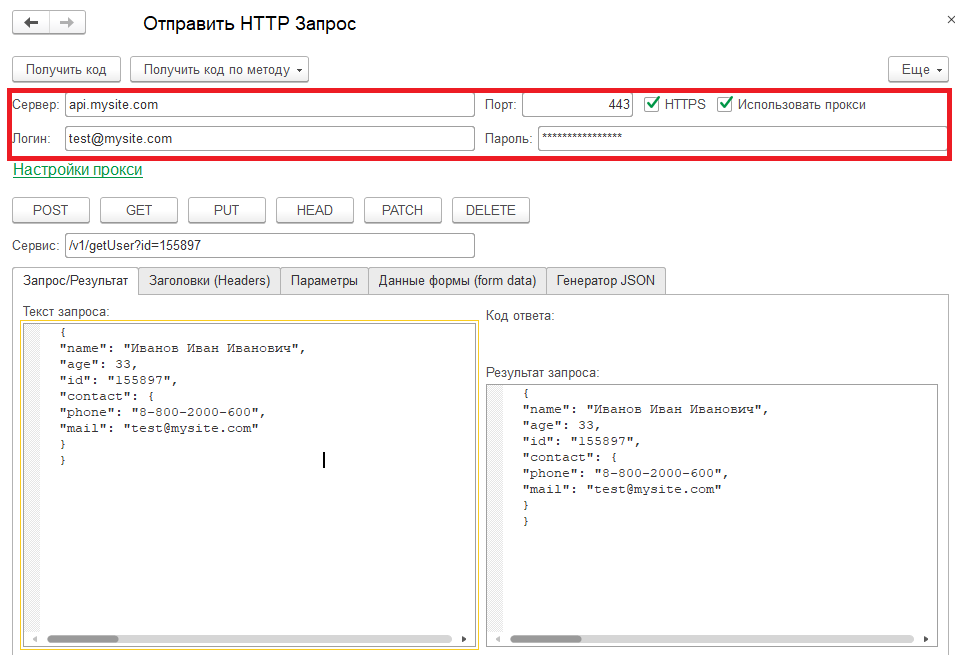 Отправить HTTP Запрос
Получить код Получить код по методу Еще
Сервер: api.mysite.com Порт: 443 HTTPS Использовать прокси
Логин: test@mysite.com Пароль: ****************
Настройки прокси
POST GET PUT HEAD PATCH DELETE
Сервис: /v1/getUser?id=155897
Запрос/Результат Заголовки (Headers) Параметры Данные формы (form data) Генератор JSON
Текст запроса:
{
"name": "Иванов Иван Иванович",
"age": 33,
"id": "155897",
"contact": {
"phone": "8-800-2000-600",
"mail": "test@mysite.com"
}
}
Код ответа:
Результат запроса:
{
"name": "Иванов Иван Иванович",
"age": 33,
"id": "155897",
"contact": {
"phone": "8-800-2000-600",
"mail": "test@mysite.com"
}
}